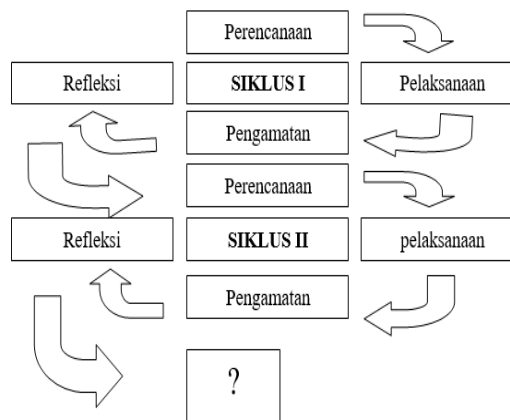 Perencanaan
Refleksi
SIKLUS I
Pelaksanaan
Pengamatan
Perencanaan
Refleksi
SIKLUS II
pelaksanaan
Pengamatan
?